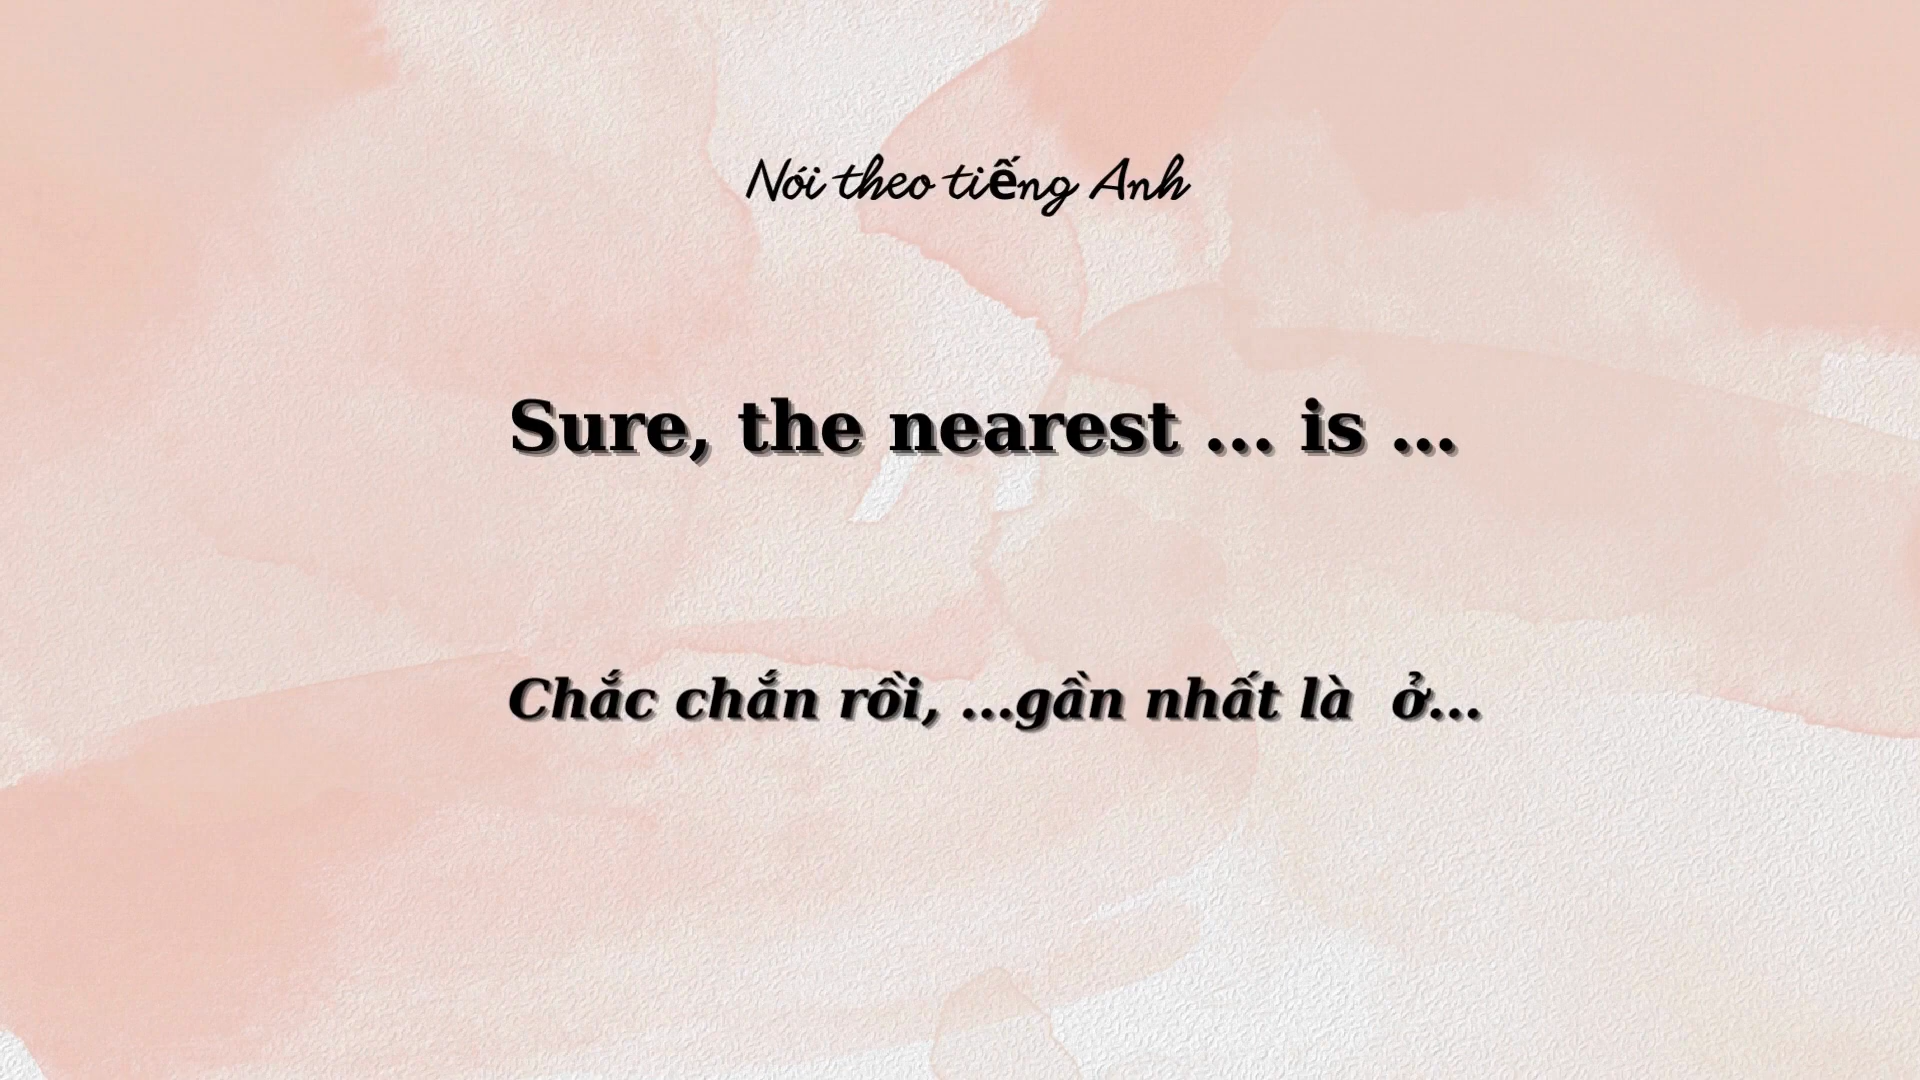 Nói theo tiếng Anh
Sure, the nearest ... is ...
Chắc chắn rồi, ...gần nhất là  ở...